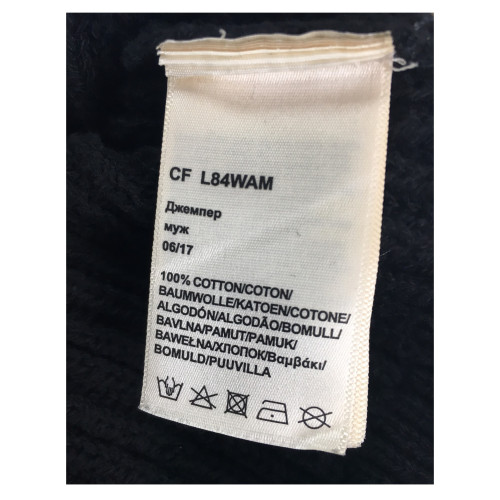 CF L84WAM
Джемпер
муж
06/17
100% COTTON/COTON/
BAUMWOLLE/KATOEN/COTONE/
ALGODÓN/ALGODÃO/BOMULL/
BAVLNA/PAMUT/PAMUK/
BAWEŁNA/ХЛОПОК/Βαμβάκι/
BOMULD/PUUVILLA